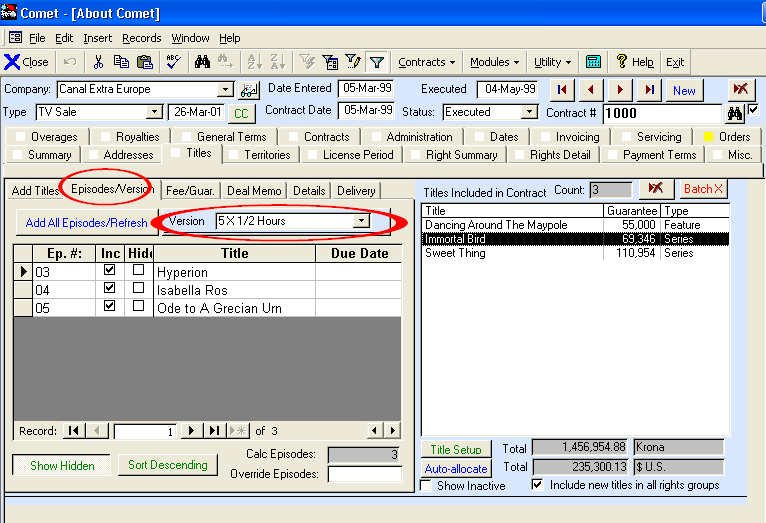 Comet - [About Comet]
File Edit Insert Records Window Help
Close Contracts Modules Utility Help Exit
Company: Canal Extra Europe Date Entered 05-Mar-99 Executed 04-May-99 New
Type TV Sale 26-Mar-01 CC Contract Date 05-Mar-99 Status: Executed Contract # 1000
Overages Royalties General Terms Contracts Administration Dates Invoicing Servicing Orders
Summary Addresses Titles Territories License Period Right Summary Rights Detail Payment Terms Misc.
Add Titles Episodes/Version Fee/Guar. Deal Memo Details Delivery
Add All Episodes/Refresh Version 5 X 1/2 Hours
Ep. #: Inc Hidd Title Due Date
03 Hyperion
04 Isabella Ros
05 Ode to A Grecian Urn
Record: 1 of 3
Show Hidden Sort Descending Calc Episodes: 3
Override Episodes:
Titles Included in Contract Count: 3 Batch X
Title Guarantee Type
Dancing Around The Maypole 55,000 Feature
Immortal Bird 69,346 Series
Sweet Thing 110,954 Series
Title Setup Total 1,456,954.88 Krona
Auto-allocate Total 235,300.13 $ U.S.
Show Inactive Include new titles in all rights groups